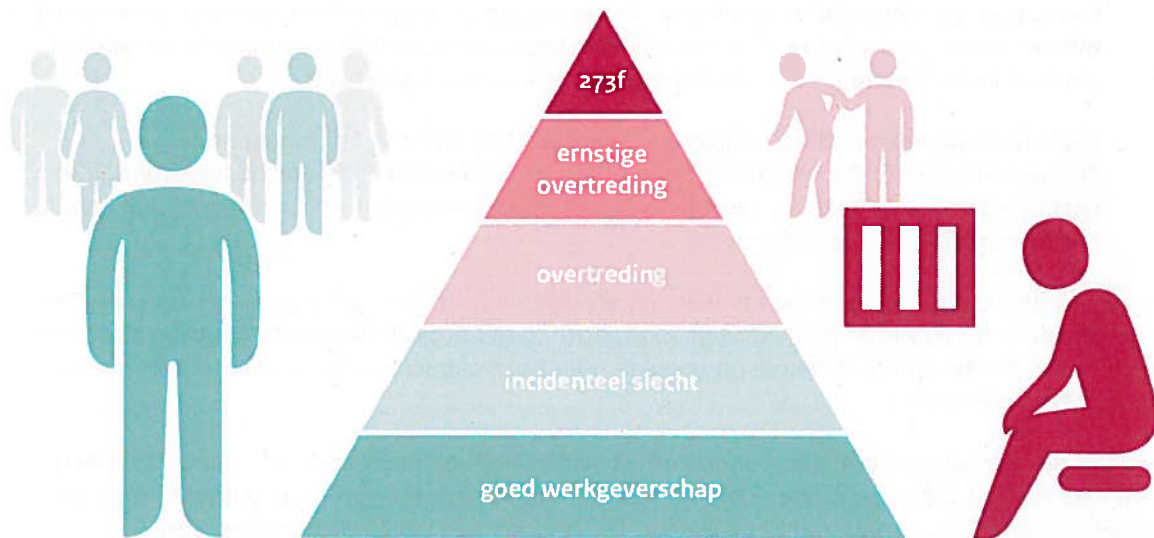 273f
ernstige
overtreding
overtreding
incidenteel slecht
goed werkgeverschap